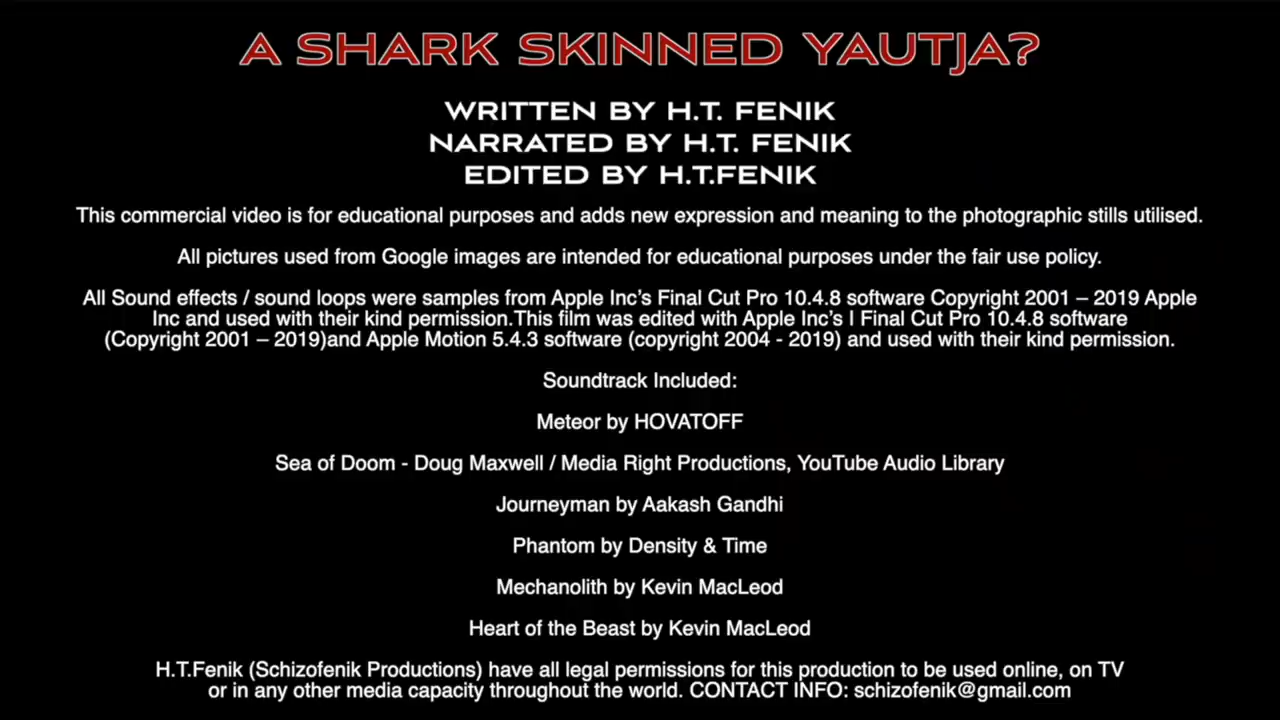 A SHARK SKINNED YAUTJA?
WRITTEN BY H.T. FENIK
NARRATED BY H.T. FENIK
EDITED BY H.T.FENIK
This commercial video is for educational purposes and adds new expression and meaning to the photographic stills utilised.
All pictures used from Google images are intended for educational purposes under the fair use policy.
All Sound effects / sound loops were samples from Apple Inc's Final Cut Pro 10.4.8 software Copyright 2001 – 2019 Apple
Inc and used with their kind permission.This film was edited with Apple Inc's I Final Cut Pro 10.4.8 software
(Copyright 2001 – 2019)and Apple Motion 5.4.3 software (copyright 2004 - 2019) and used with their kind permission.
Soundtrack Included:
Meteor by HOVATOFF
Sea of Doom - Doug Maxwell / Media Right Productions, YouTube Audio Library
Journeyman by Aakash Gandhi
Phantom by Density & Time
Mechanolith by Kevin MacLeod
Heart of the Beast by Kevin MacLeod
H.T.Fenik (Schizofenik Productions) have all legal permissions for this production to be used online, on TV
or in any other media capacity throughout the world. CONTACT INFO: schizofenik@gmail.com